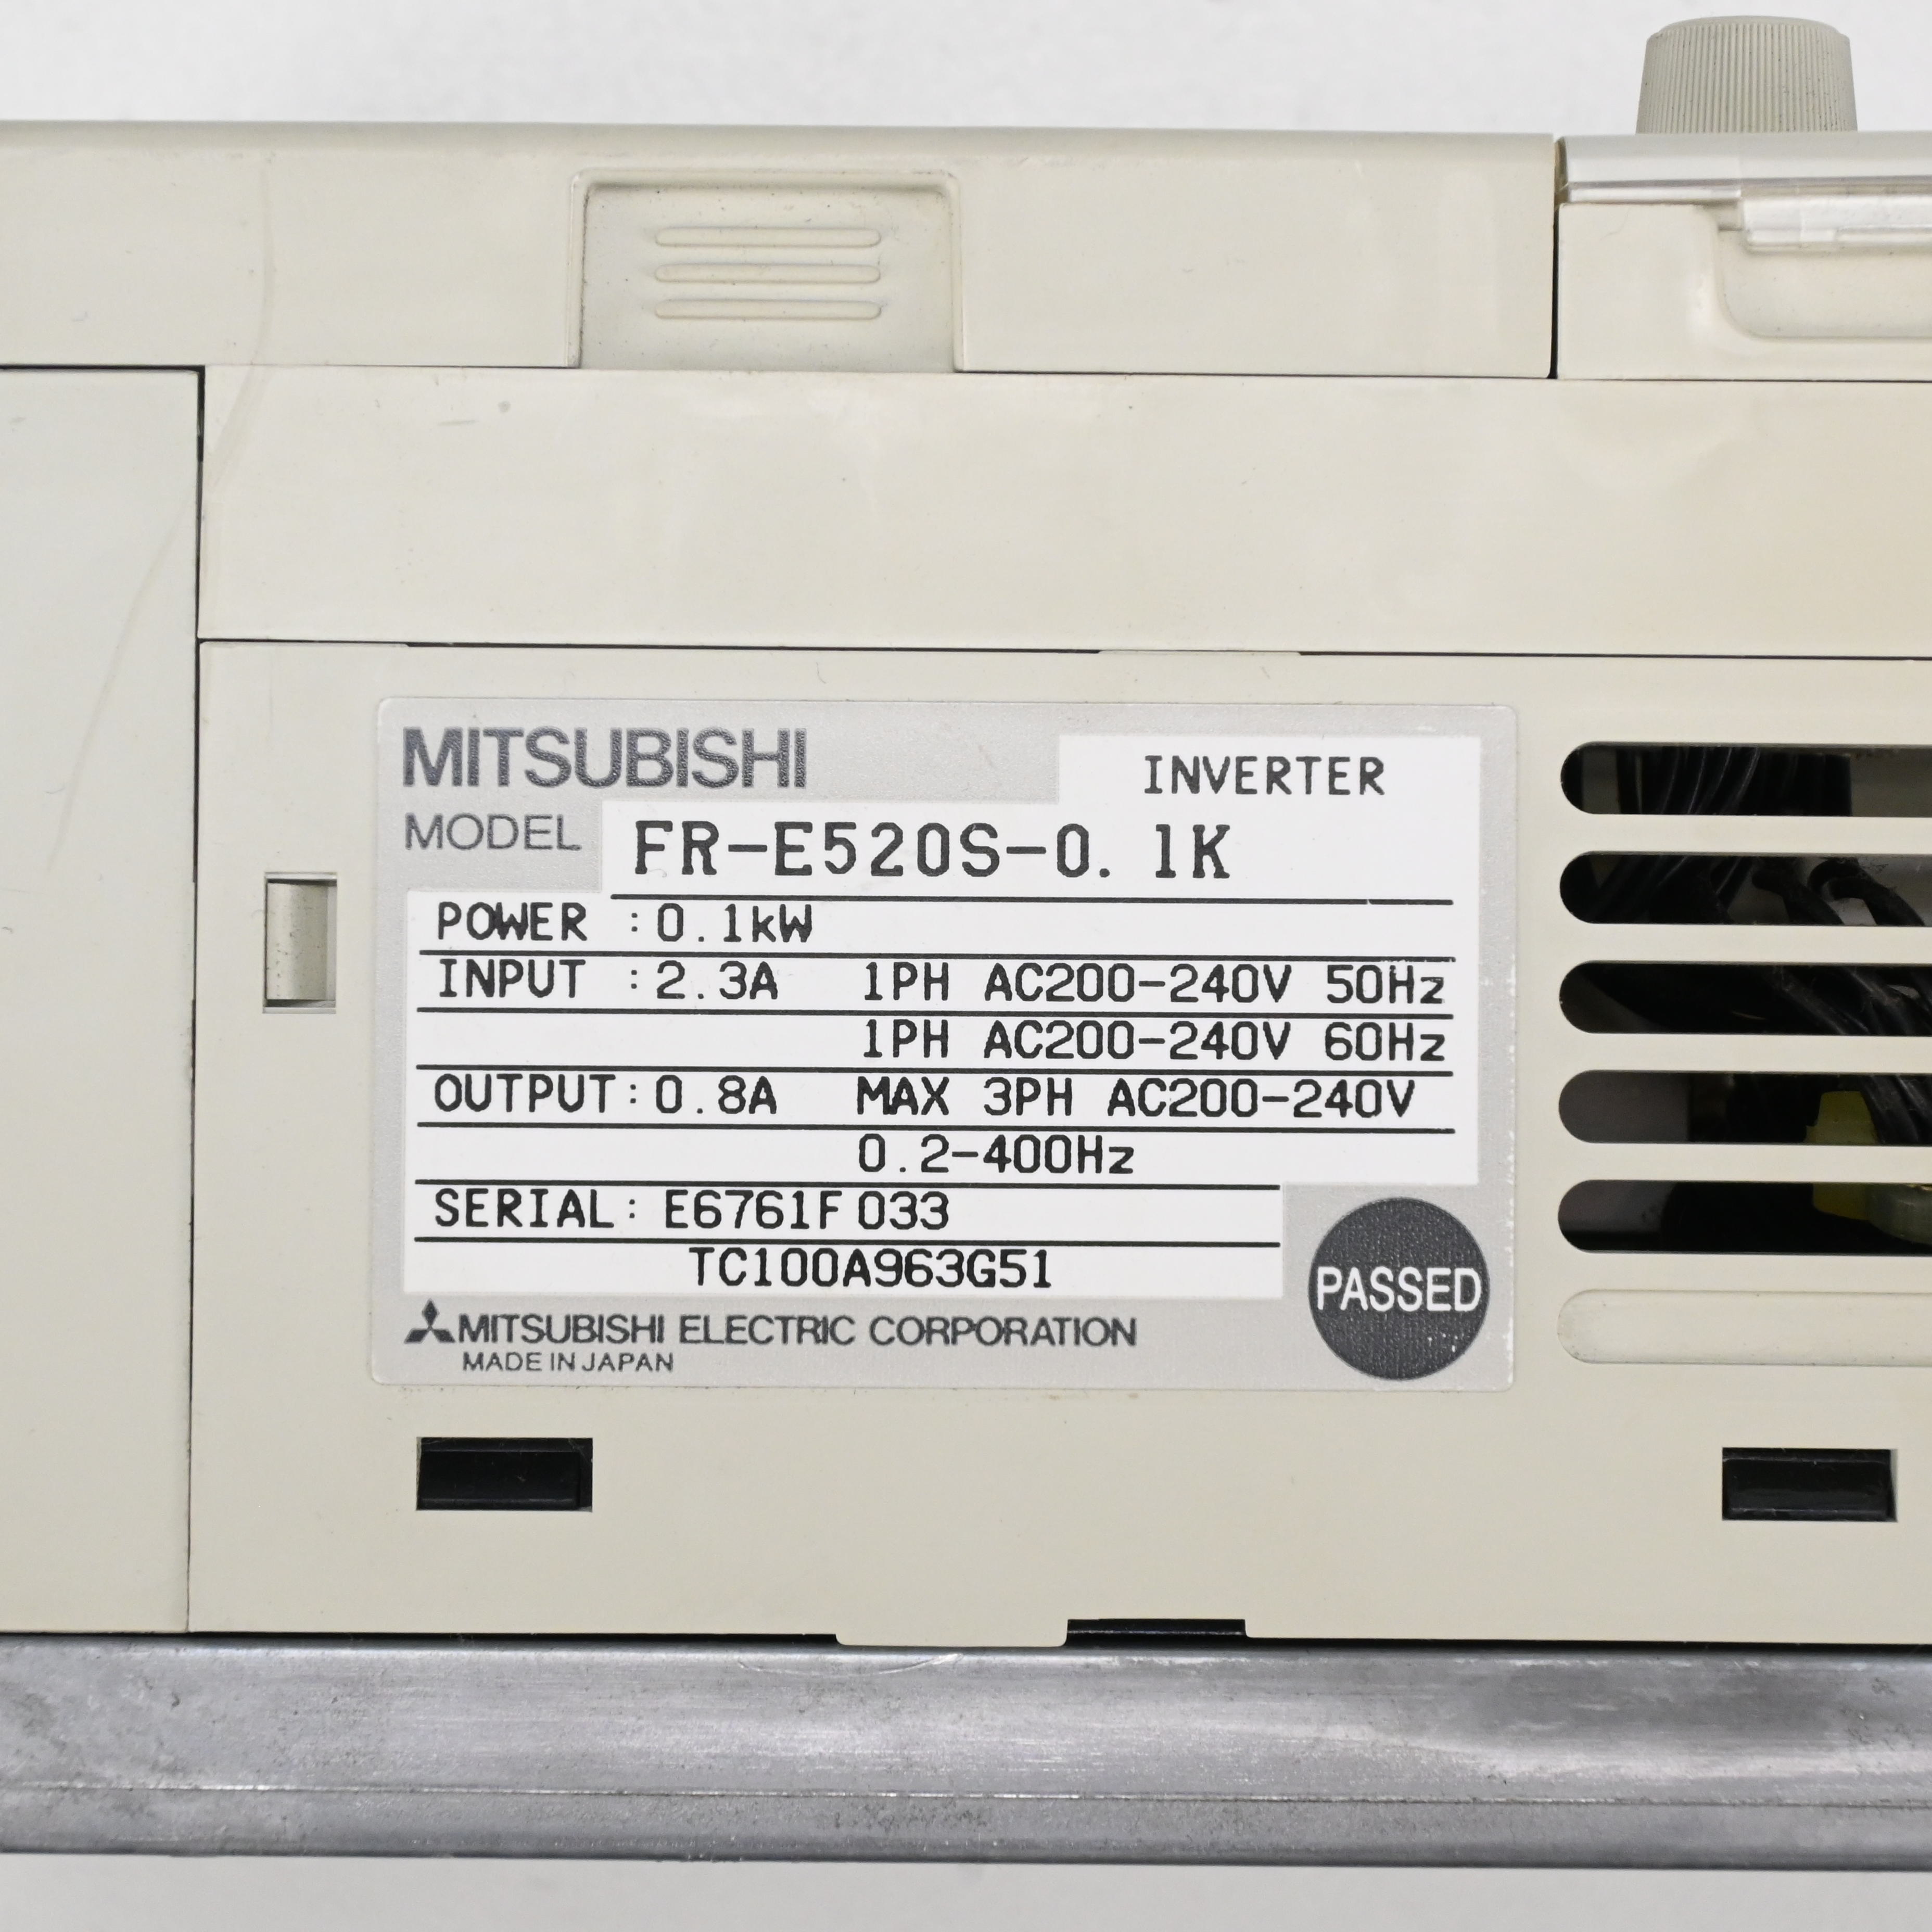 MITSUBISHI
INVERTER
MODEL FR-E520S-0.1K
POWER :0.1kW
INPUT :2.3A 1PH AC200-240V 50Hz
1PH AC200-240V 60Hz
OUTPUT:0.8A MAX 3PH AC200-240V
0.2-400Hz
SERIAL: E6761F033
TC100A963G51
PASSED
MITSUBISHI ELECTRIC CORPORATION
MADE IN JAPAN